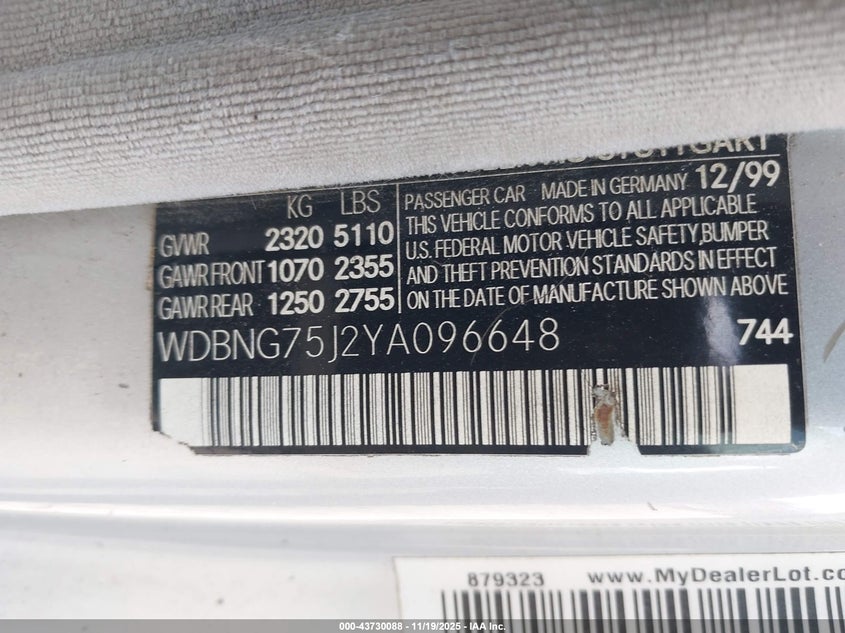 STUTTGART
KG LBS
GVWR 2320 5110
GAWR FRONT 1070 2355
GAWR REAR 1250 2755
PASSENGER CAR MADE IN GERMANY 12/99
THIS VEHICLE CONFORMS TO ALL APPLICABLE
U.S. FEDERAL MOTOR VEHICLE SAFETY,BUMPER
AND THEFT PREVENTION STANDARDS IN EFFECT
ON THE DATE OF MANUFACTURE SHOWN ABOVE
WDBNG75J2YA096648 744
879323 www.MyDealerLot.co
000-43730088 - 11/19/2025 - IAA, Inc.